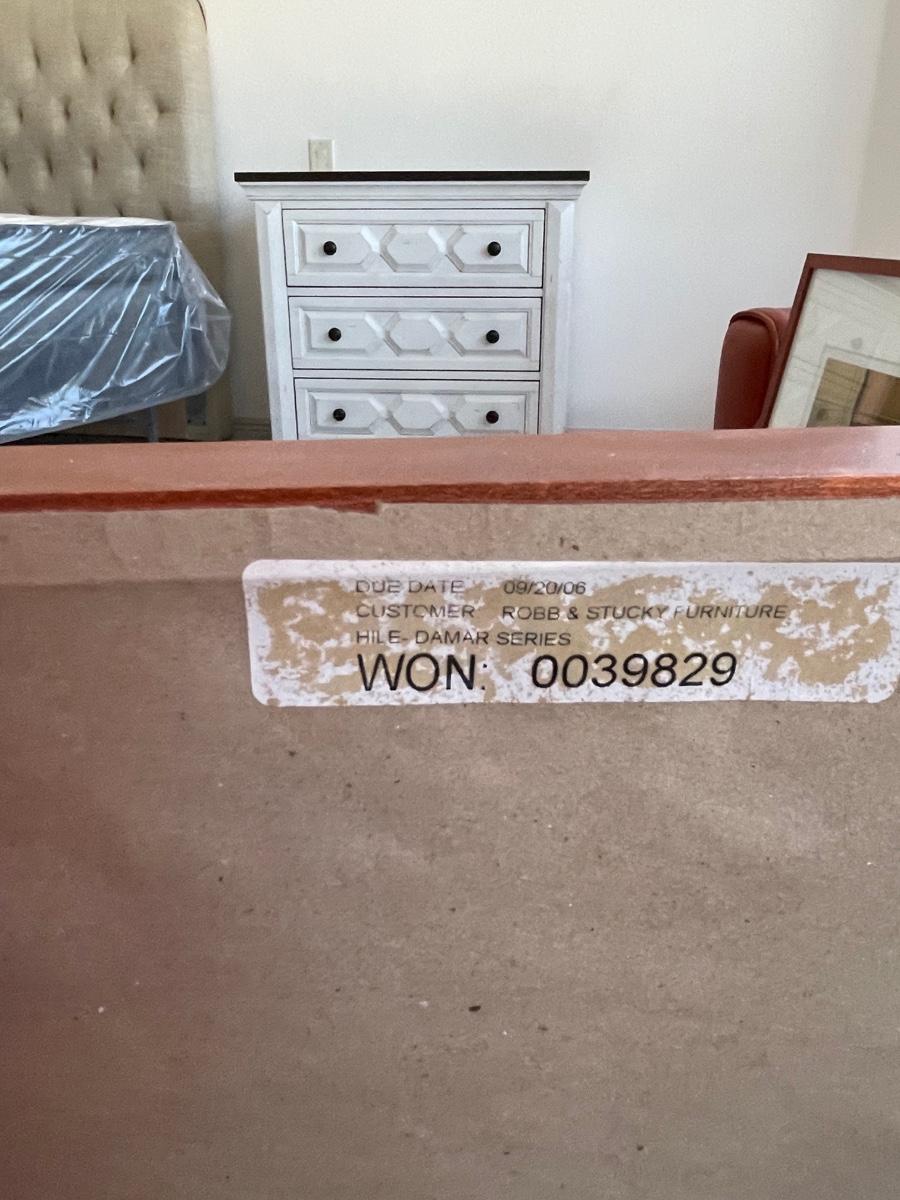 DUE DATE 09/20/06
CUSTOMER ROBB & STUCKY FURNITURE
HILE- DAMAR SERIES
WON: 0039829